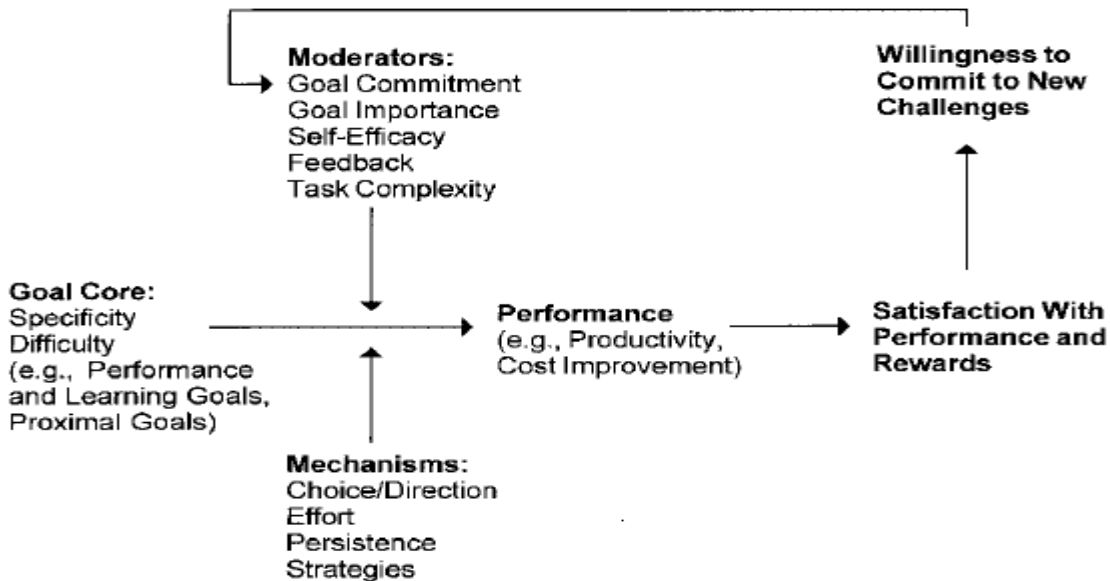 Moderators:
Goal Commitment
Goal Importance
Self-Efficacy
Feedback
Task Complexity
Willingness to
Commit to New
Challenges
Goal Core:
Specificity
Difficulty
(e.g., Performance
and Learning Goals,
Proximal Goals)
Performance
(e.g., Productivity,
Cost Improvement)
Satisfaction With
Performance and
Rewards
Mechanisms:
Choice/Direction
Effort
Persistence
Strategies